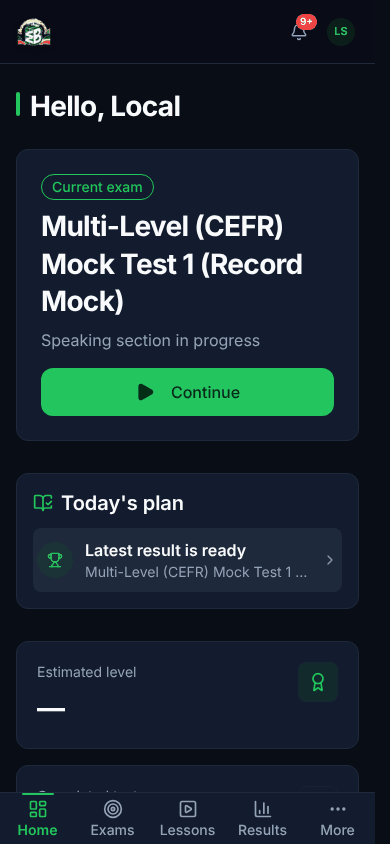 9+
LS
Hello, Local
Current exam
Multi-Level (CEFR)
Mock Test 1 (Record
Mock)
Speaking section in progress
Continue
Today's plan
Latest result is ready
Multi-Level (CEFR) Mock Test 1 ...
Estimated level
—
Home
Exams
Lessons
Results
More